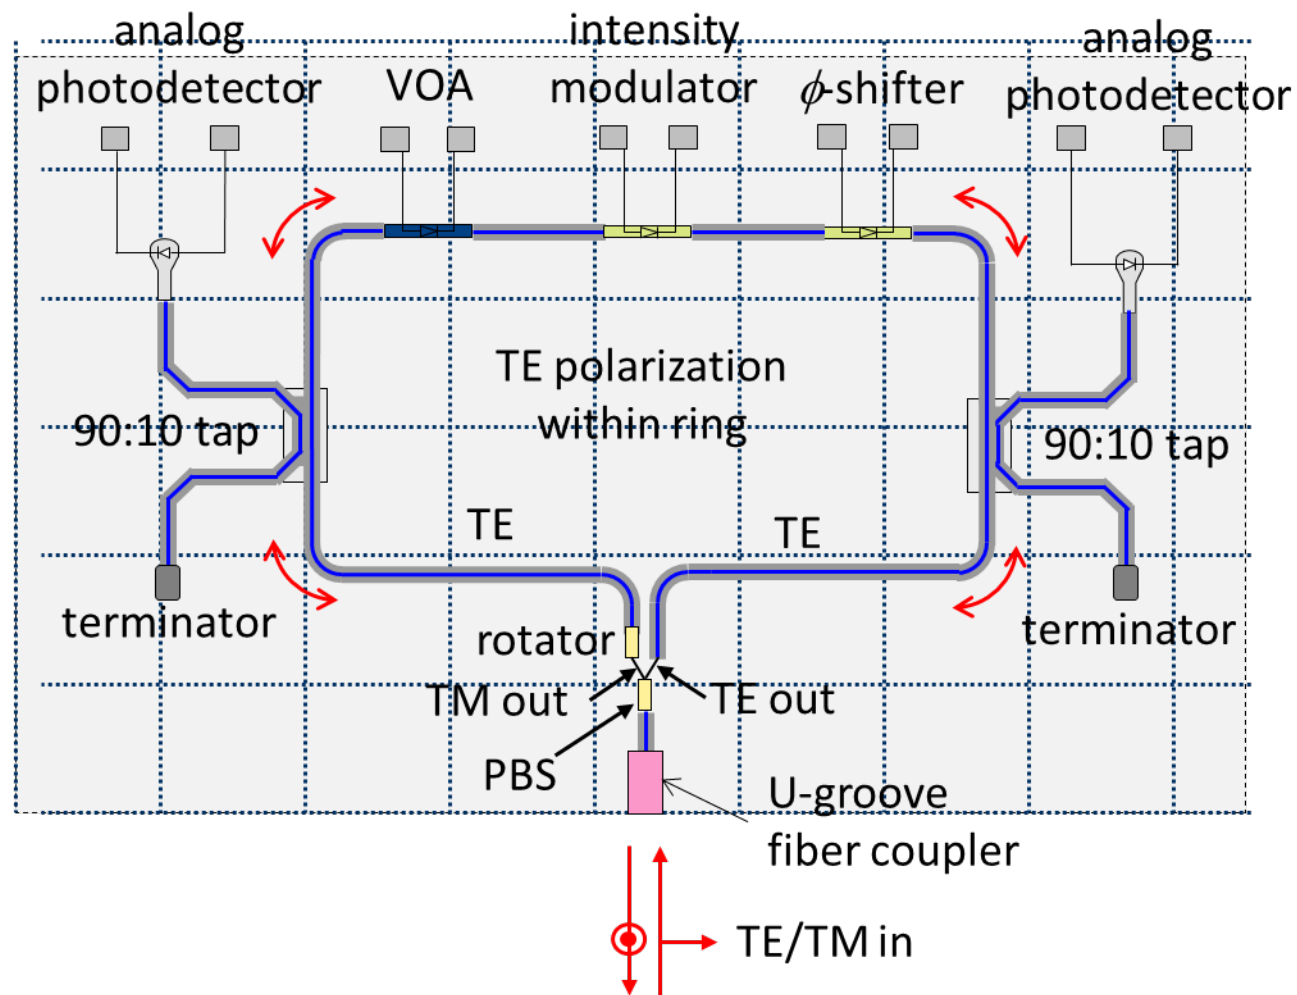 analog
photodetector
VOA
intensity
modulator
ϕ-shifter
analog
photodetector
TE polarization
within ring
90:10 tap
90:10 tap
TE
TE
terminator
rotator
terminator
TM out
TE out
PBS
U-groove
fiber coupler
TE/TM in